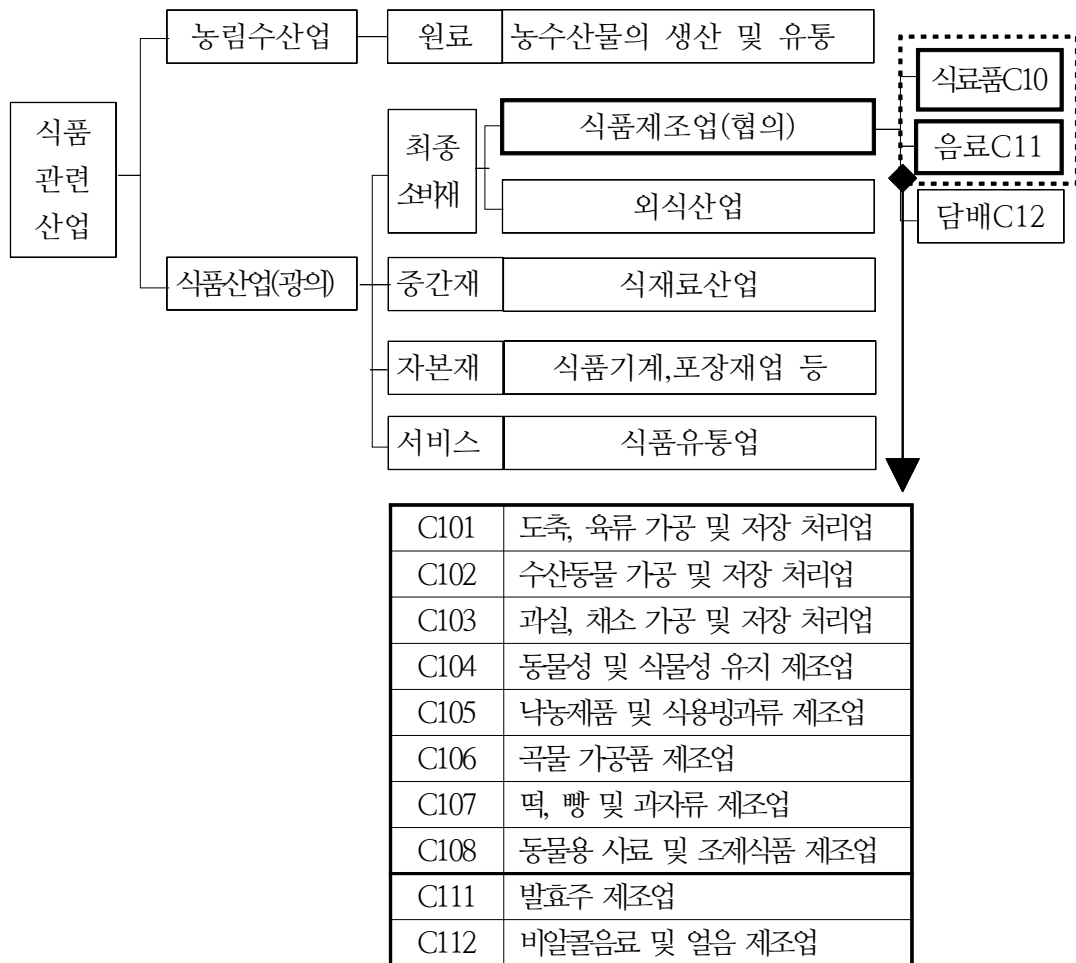 농림수산업
원료
농수산물의 생산 및 유통
식료품C10
식품
관련
산업
최종
소비재
식품제조업(협의)
음료C11
외식산업
담배C12
식품산업(광의)
중간재
식재료산업
자본재
식품기계,포장재업 등
서비스
식품유통업
C101 도축, 육류 가공 및 저장 처리업
C102 수산동물 가공 및 저장 처리업
C103 과실, 채소 가공 및 저장 처리업
C104 동물성 및 식물성 유지 제조업
C105 낙농제품 및 식용빙과류 제조업
C106 곡물 가공품 제조업
C107 떡, 빵 및 과자류 제조업
C108 동물용 사료 및 조제식품 제조업
C111 발효주 제조업
C112 비알콜음료 및 얼음 제조업